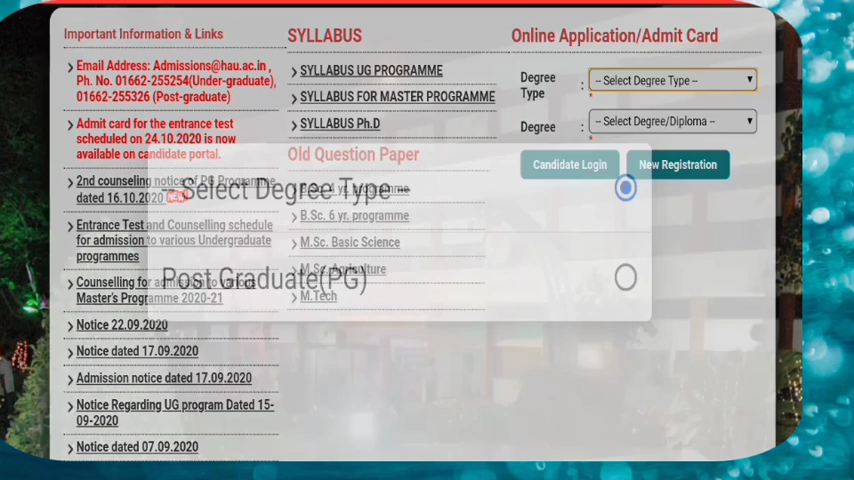 Important Information & Links
Email Address: Admissions@hau.ac.in ,
Ph. No. 01662-255254(Under-graduate),
01662-255326 (Post-graduate)
Admit card for the entrance test
scheduled on 24.10.2020 is now
available on candidate portal.
2nd counseling notice of PG Programme
dated 16.10.2020 NEW
Entrance Test and Counselling schedule
for admission to various Undergraduate
programmes
Counselling for admission to various
Master's Programme 2020-21
Notice 22.09.2020
Notice dated 17.09.2020
Admission notice dated 17.09.2020
Notice Regarding UG program Dated 15-
09-2020
Notice dated 07.09.2020
SYLLABUS
SYLLABUS UG PROGRAMME
SYLLABUS FOR MASTER PROGRAMME
SYLLABUS Ph.D
Old Question Paper
B.Sc. 4 yr. programme
B.Sc. 6 yr. programme
M.Sc. Basic Science
M.Sc. Agriculture
M.Tech
Online Application/Admit Card
Degree
Type
: -- Select Degree Type --
*
Degree : -- Select Degree/Diploma --
*
Candidate Login New Registration
-- Select Degree Type --
Post Graduate(PG)